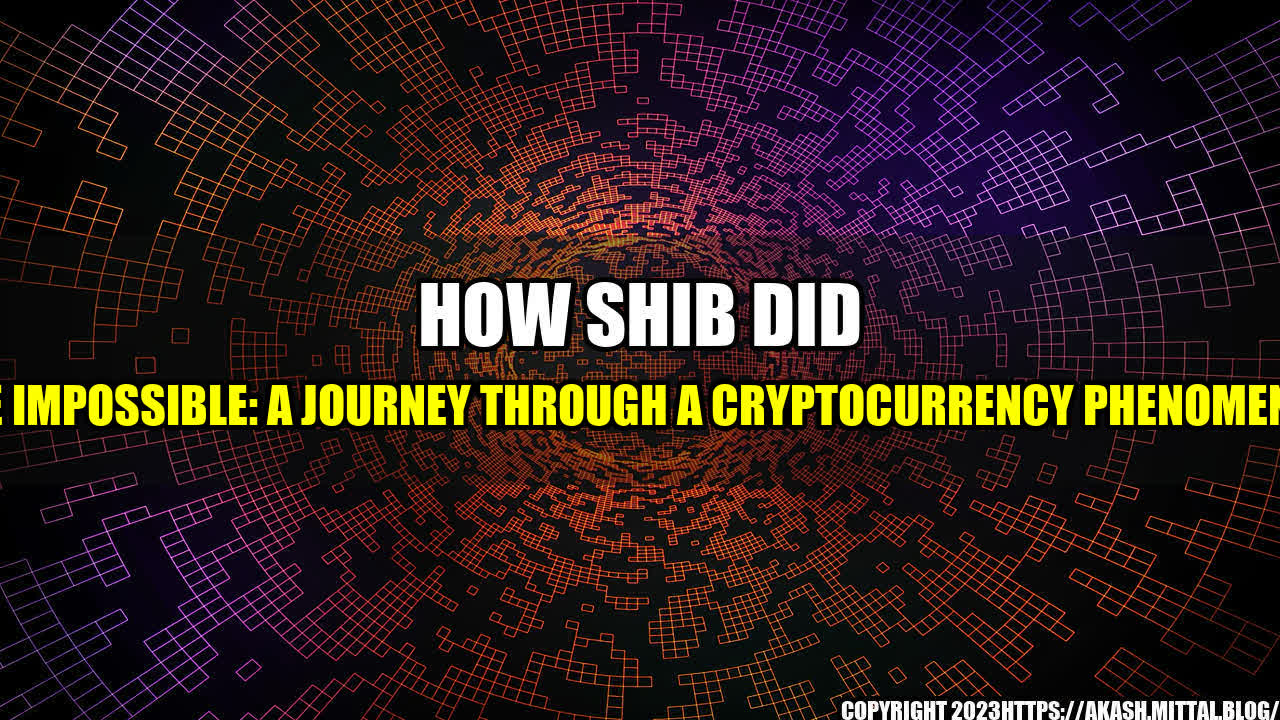 HOW SHIB DID
E IMPOSSIBLE: A JOURNEY THROUGH A CRYPTOCURRENCY PHENOMEN
COPYRIGHT 2023HTTPS://AKASH.MITTAL.BLOG/